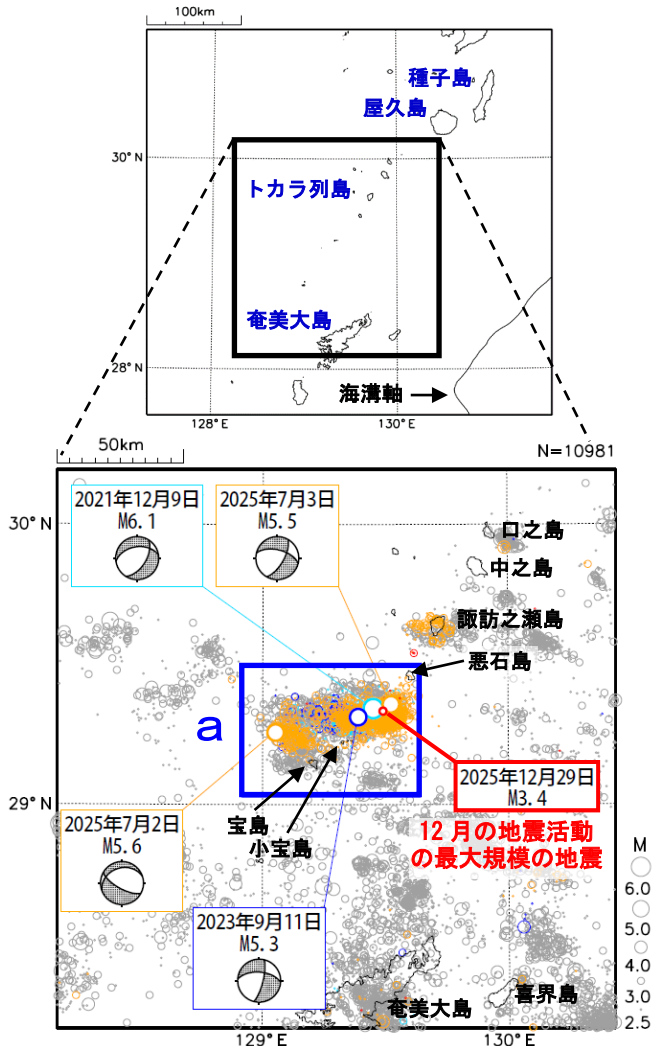 100km
種子島
屋久島
30°N
トカラ列島
奄美大島
28°N
海溝軸
128°E
130°E
50km
N=10981
2021年12月9日
M6.1
2025年7月3日
M5.5
30°N
口之島
中之島
諏訪之瀬島
悪石島
a
2025年12月29日
M3.4
29°N
宝島
小宝島
12月の地震活動
の最大規模の地震
2025年7月2日
M5.6
M
6.0
5.0
4.0
3.0
2.5
2023年9月11日
M5.3
奄美大島
喜界島
129°E
130°E